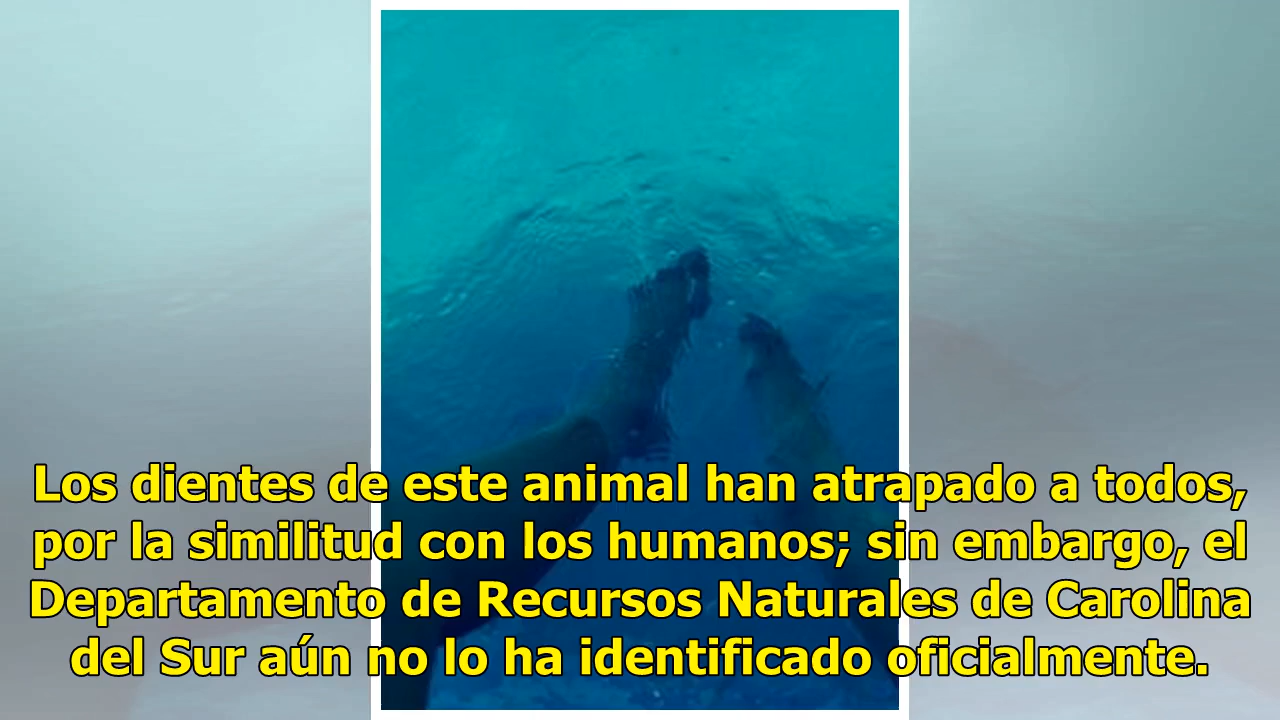 Los dientes de este animal han atrapado a todos,
por la similitud con los humanos; sin embargo, el
Departamento de Recursos Naturales de Carolina
del Sur aún no lo ha identificado oficialmente.